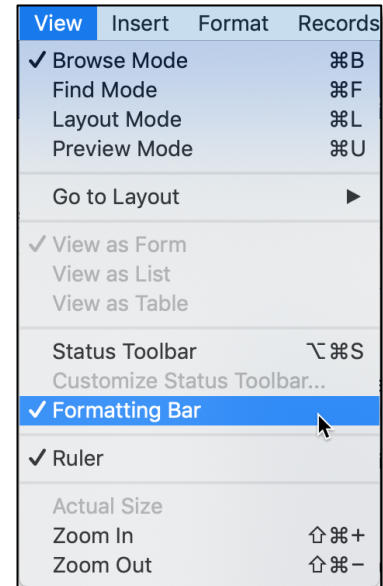 View Insert Format Records
✓ Browse Mode ⌘B
Find Mode ⌘F
Layout Mode ⌘L
Preview Mode ⌘U
Go to Layout ▶
✓ View as Form
View as List
View as Table
Status Toolbar ⌥⌘S
Customize Status Toolbar...
✓ Formatting Bar
✓ Ruler
Actual Size
Zoom In ⇧⌘+
Zoom Out ⇧⌘−